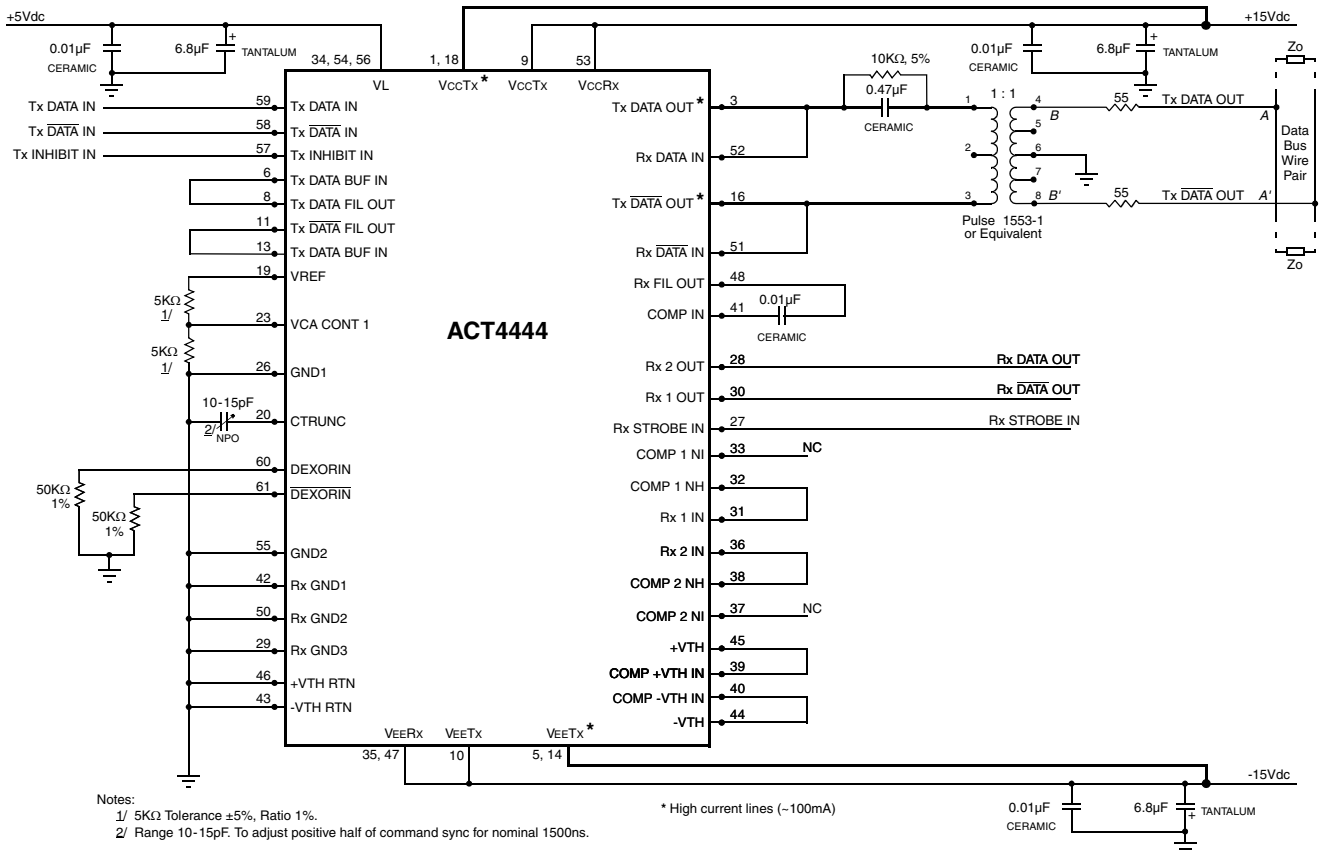 +5Vdc
0.01µF
CERAMIC
6.8µF
+
TANTALUM
34, 54, 56
1, 18
9
53
+15Vdc
0.01µF
CERAMIC
6.8µF
+
TANTALUM
Zo
VL
VCCTX *
VCCTX
VCCRX
10KΩ, 5%
0.47µF
CERAMIC
1 : 1
Tx DATA IN
59
Tx DATA IN
Tx D̅A̅T̅A̅ IN
58
Tx D̅A̅T̅A̅ IN
Tx INHIBIT IN
57
Tx INHIBIT IN
6
Tx DATA BUF IN
8
Tx DATA FIL OUT
11
Tx D̅A̅T̅A̅ FIL OUT
13
Tx DATA BUF IN
19
VREF
5KΩ
1/
23
VCA CONT 1
5KΩ
1/
26
GND1
10-15pF
2/
NPO
20
CTRUNC
60
DEXORIN
61
D̅E̅X̅O̅R̅I̅N̅
50KΩ
1%
50KΩ
1%
55
GND2
42
Rx GND1
50
Rx GND2
29
Rx GND3
46
+VTH RTN
43
-VTH RTN
ACT4444
Tx DATA OUT *
3
Rx DATA IN
52
Tx D̅A̅T̅A̅ OUT *
16
Rx D̅A̅T̅A̅ IN
51
Rx FIL OUT
48
COMP IN
41
0.01µF
CERAMIC
1
2
3
4
5
6
7
8
B
B'
55
Tx DATA OUT
A
55
Tx D̅A̅T̅A̅ OUT
A'
Data
Bus
Wire
Pair
Zo
Pulse 1553-1
or Equivalent
Rx 2 OUT
28
Rx DATA OUT
Rx 1 OUT
30
Rx D̅A̅T̅A̅ OUT
Rx STROBE IN
27
Rx STROBE IN
COMP 1 NI
33
NC
COMP 1 NH
32
Rx 1 IN
31
Rx 2 IN
36
COMP 2 NH
38
COMP 2 NI
37
NC
+VTH
45
COMP +VTH IN
39
COMP -VTH IN
40
-VTH
44
VEERX
VEETX
VEETX *
35, 47
10
5, 14
-15Vdc
0.01µF
CERAMIC
6.8µF
+
TANTALUM
* High current lines (~100mA)
Notes:
1/ 5KΩ Tolerance ±5%, Ratio 1%.
2/ Range 10-15pF. To adjust positive half of command sync for nominal 1500ns.